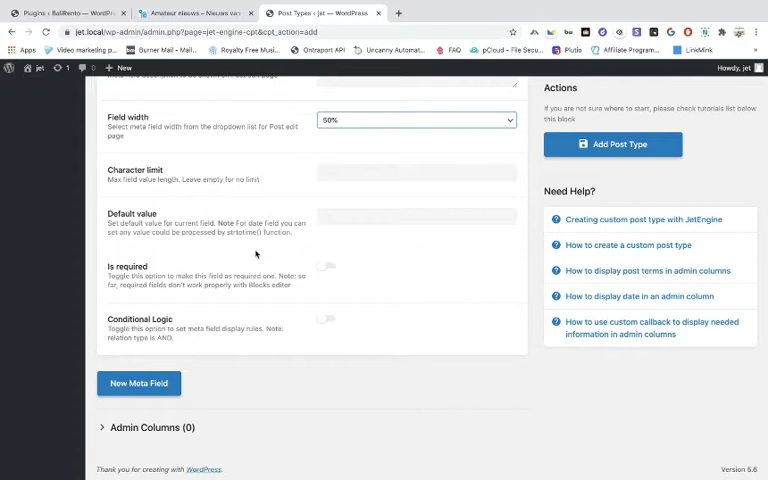 Plugins ‹ BaliRento — WordPr
Amateur nieuws – Nieuws van
Post Types ‹ jet — WordPress
jet.local/wp-admin/admin.php?page=jet-engine-cpt&cpt_action=add
Apps
Video marketing p...
Burner Mail - Mail...
Royalty Free Musi...
Ontraport API
Uncanny Automat...
FAQ
pCloud - File Secu...
Plutio
Affiliate Program...
LinkMink
jet
1
0
New
Howdy, jet
Field width
Select meta field width from the dropdown list for Post edit
page
50%
Character limit
Max field value length. Leave empty for no limit
Default value
Set default value for current field. Note For date field you can
set any value could be processed by strtotime() function.
Is required
Toggle this option to make this field as required one. Note: so
far, required fields don't work properly with Blocks editor
Conditional Logic
Toggle this option to set meta field display rules. Note:
relation type is AND.
New Meta Field
Admin Columns (0)
Thank you for creating with WordPress.
Version 5.6
Actions
If you are not sure where to start, please check tutorials list below
this block
Add Post Type
Need Help?
Creating custom post type with JetEngine
How to create a custom post type
How to display post terms in admin columns
How to display date in an admin column
How to use custom callback to display needed
information in admin columns